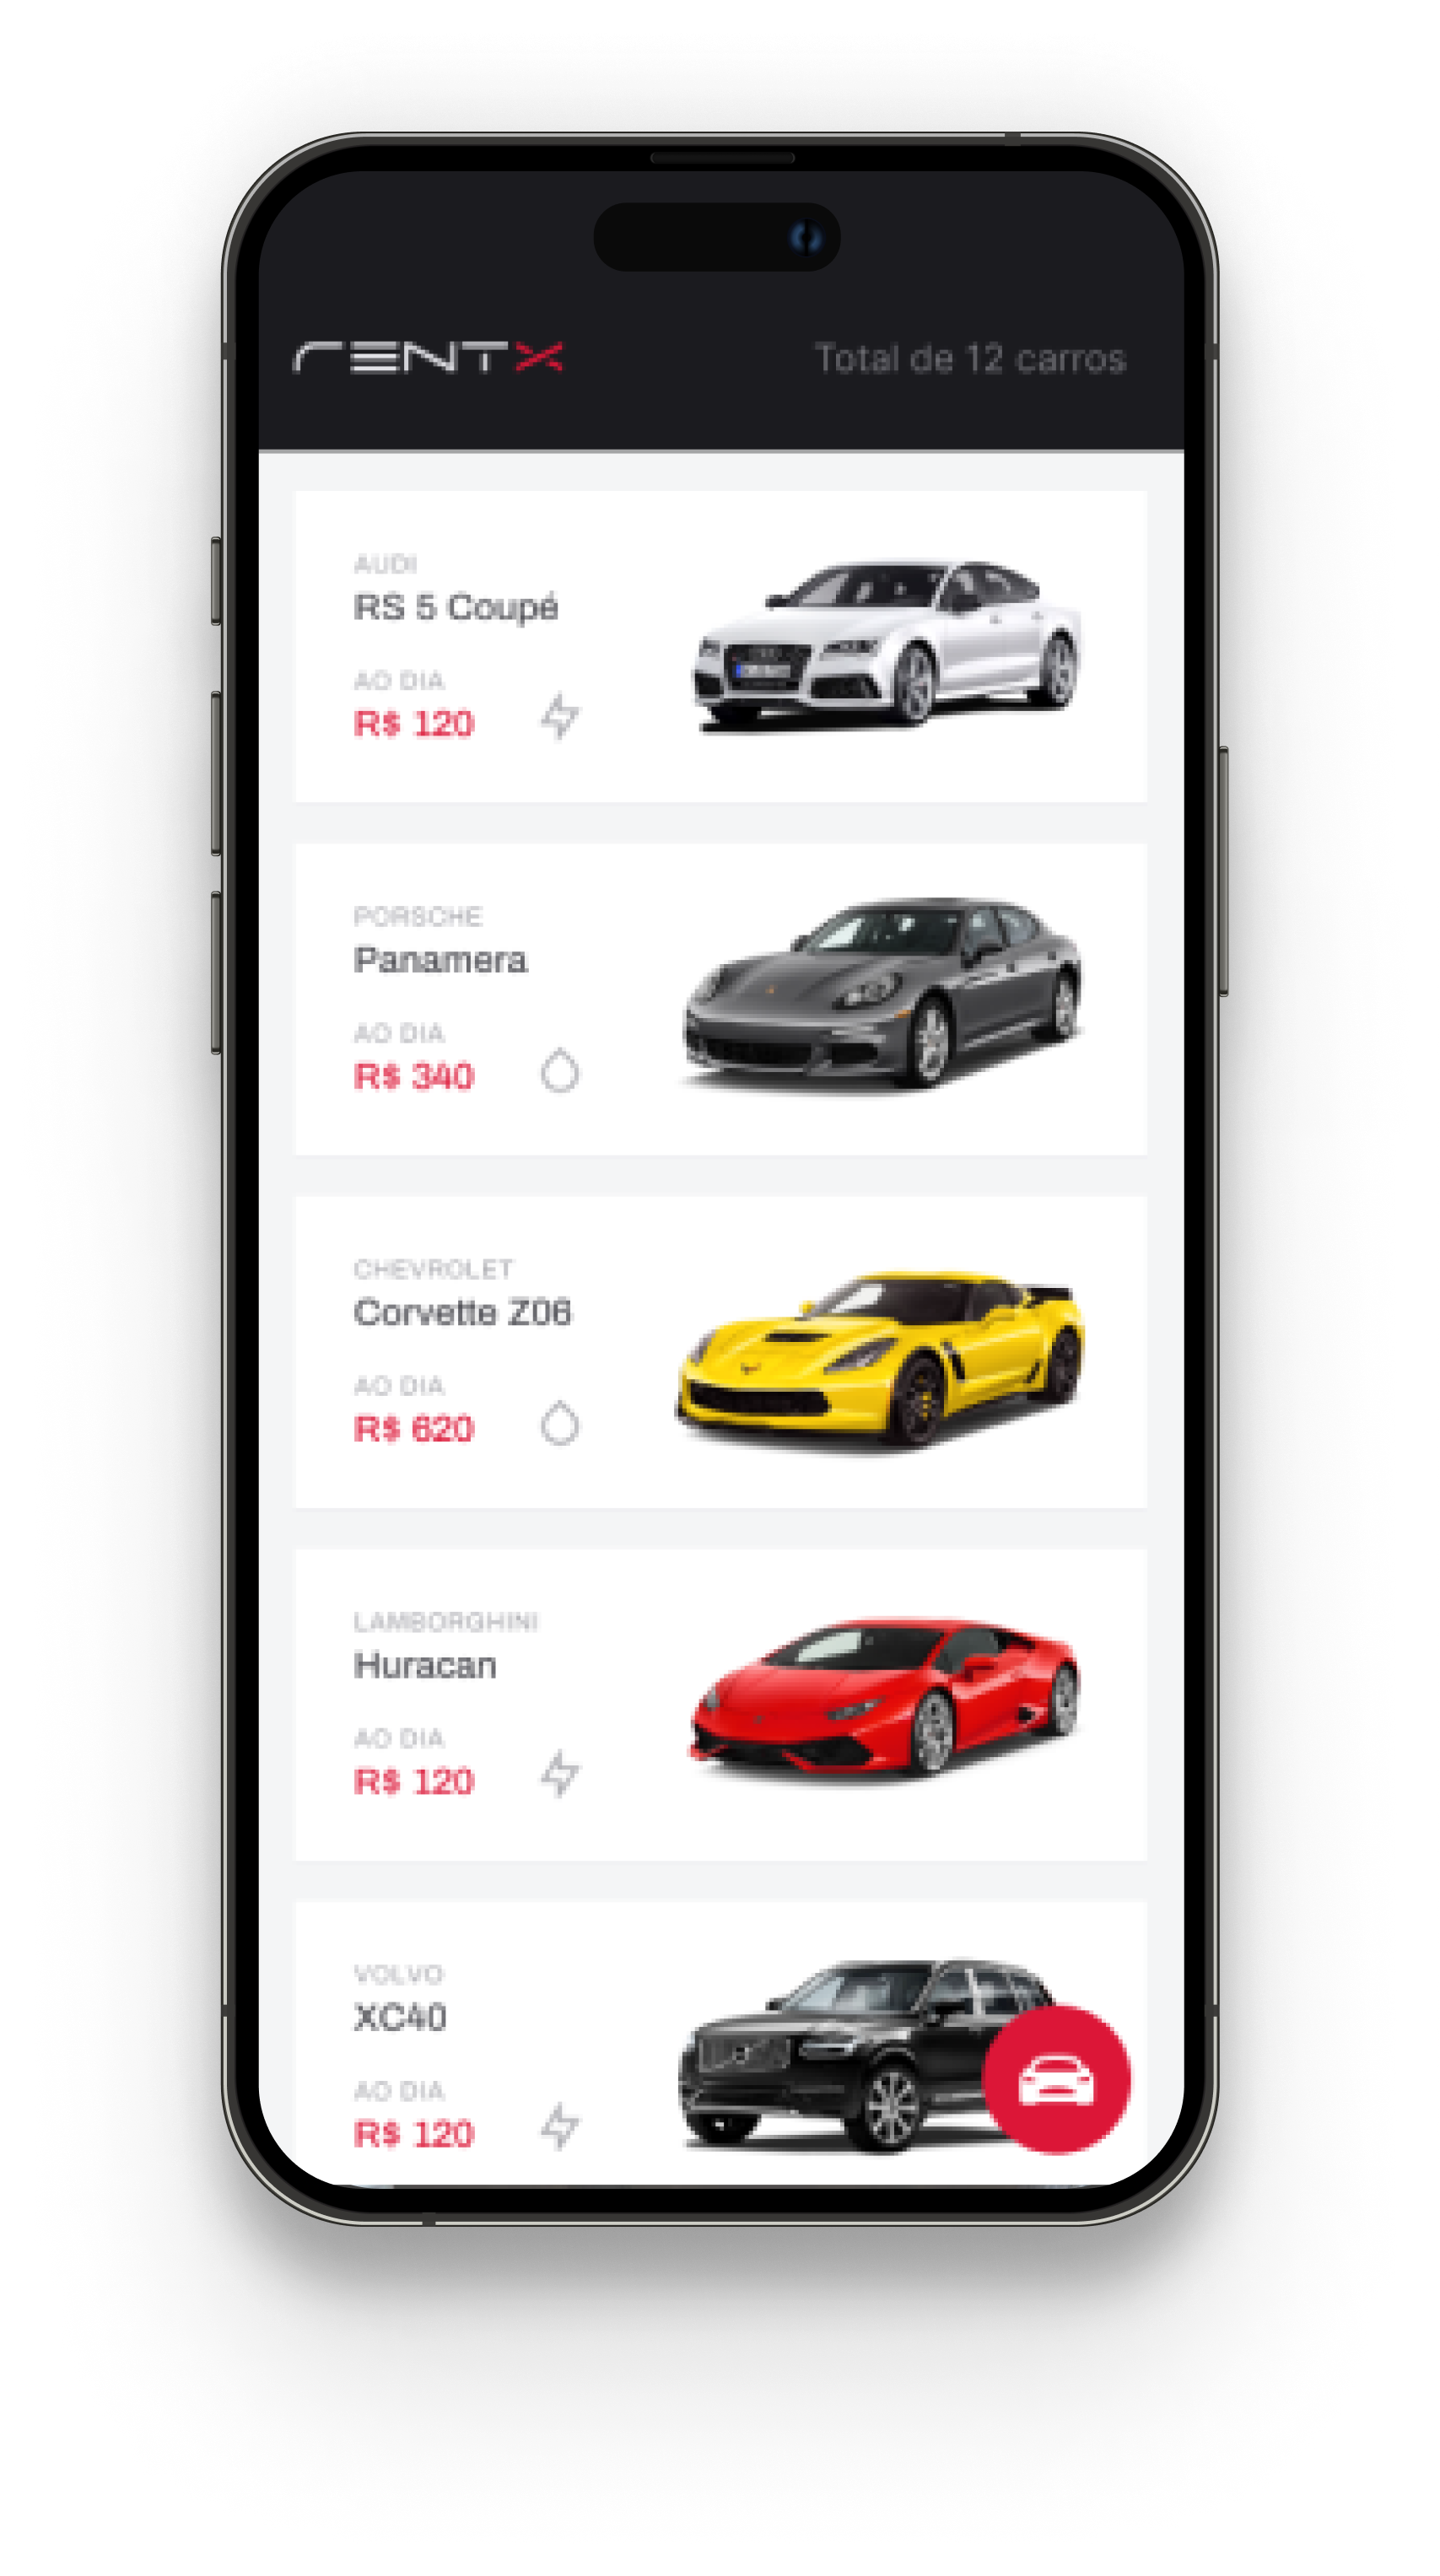 RENTX
Total de 12 carros
AUDI
RS 5 Coupé
AO DIA
R$ 120
PORSCHE
Panamera
AO DIA
R$ 340
CHEVROLET
Corvette Z06
AO DIA
R$ 620
LAMBORGHINI
Huracan
AO DIA
R$ 120
VOLVO
XC40
AO DIA
R$ 120